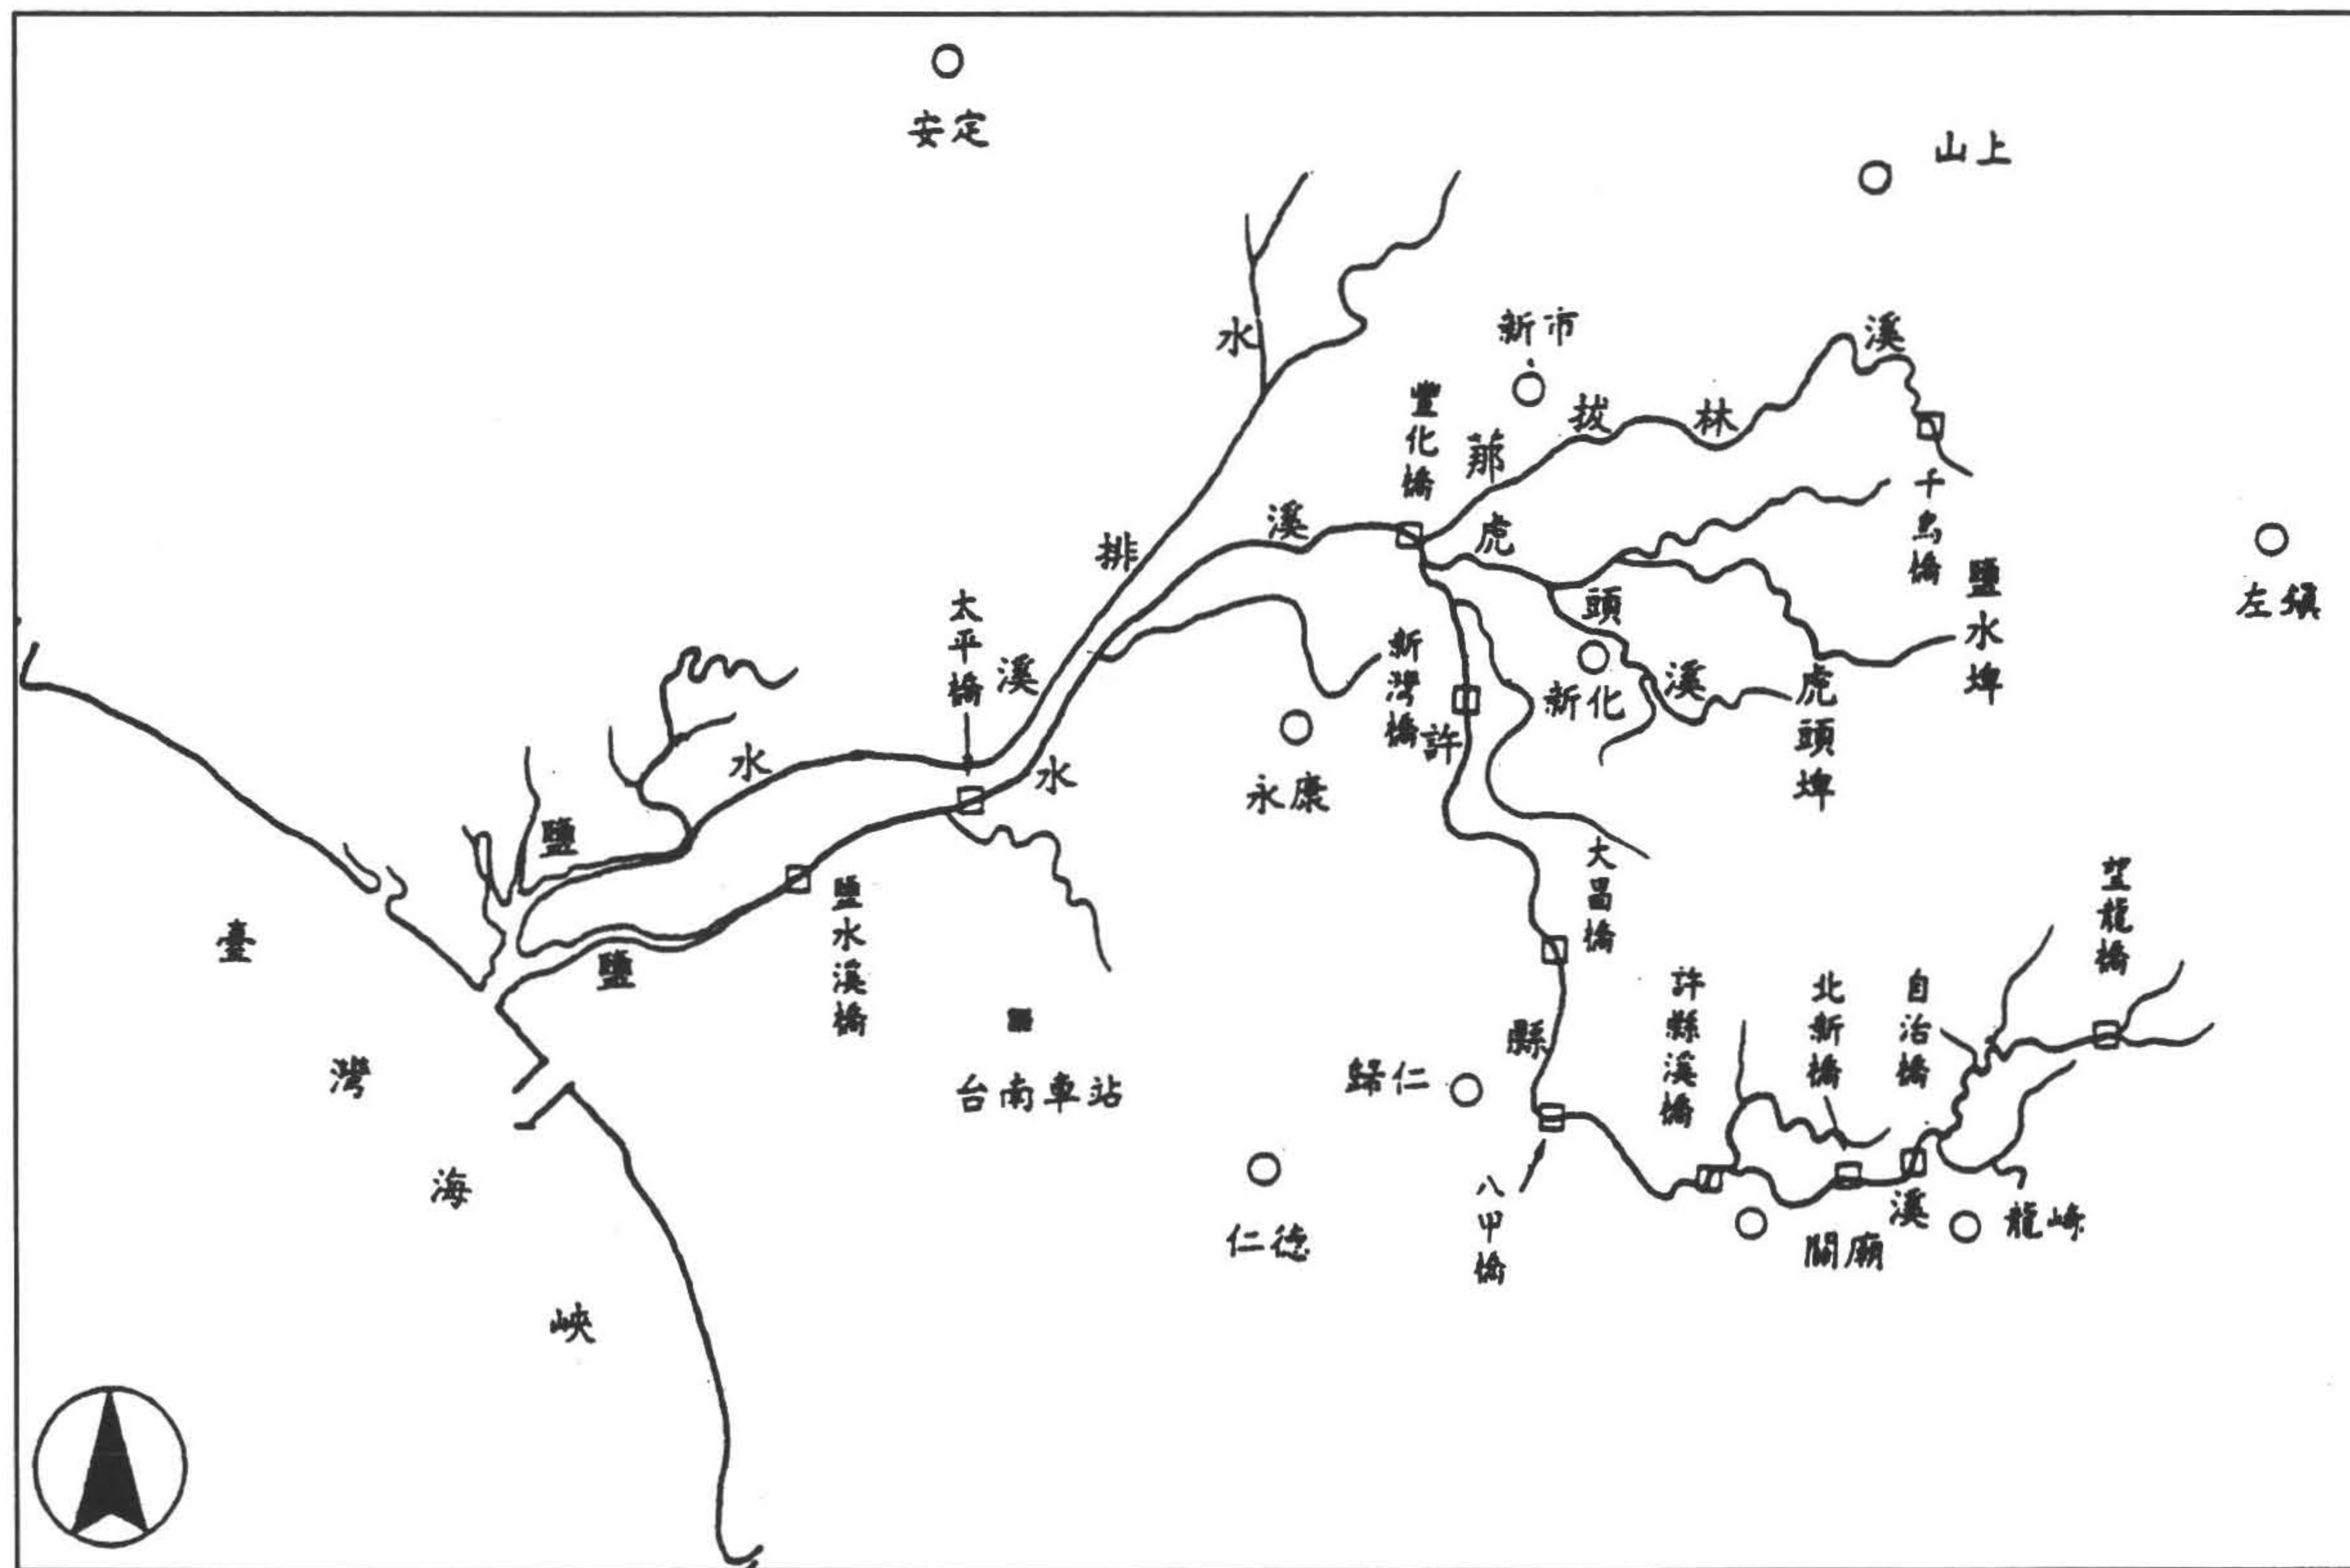 安定
山上
新市
豐化橋
那拔林溪
千鳥橋
左鎮
鹽水埤
虎頭溪
虎頭埤
新化
新灣橋
永康
太平橋
鹽水溪排水
鹽水溪
鹽水溪橋
台南車站
許縣溪
大昌橋
歸仁
八甲橋
仁德
許縣溪橋
北新橋
自治橋
望龍橋
關廟
龍崎
臺灣海峽